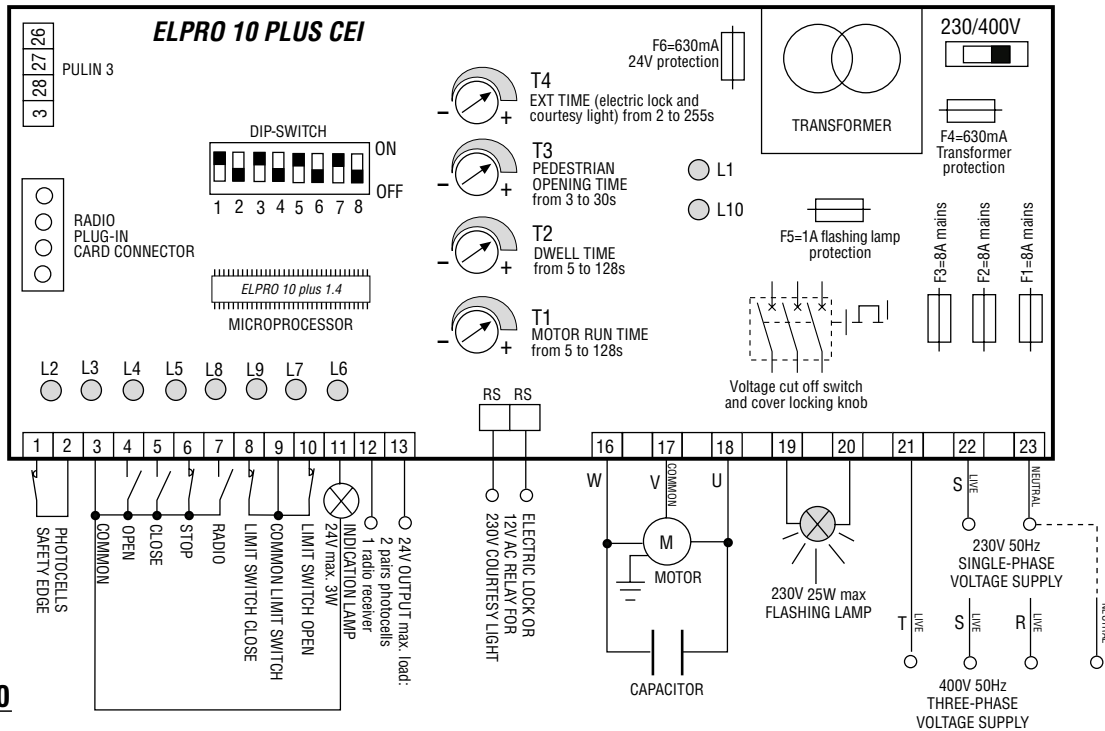 ELPRO 10 PLUS CEI
3 28 27 26
PULIN 3
RADIO
PLUG-IN
CARD CONNECTOR
DIP-SWITCH
ON
OFF
1 2 3 4 5 6 7 8
ELPRO 10 plus 1.4
MICROPROCESSOR
T4
EXT TIME (electric lock and
courtesy light) from 2 to 255s
– +
T3
PEDESTRIAN
OPENING TIME
from 3 to 30s
– +
T2
DWELL TIME
from 5 to 128s
– +
T1
MOTOR RUN TIME
from 5 to 128s
– +
F6=630mA
24V protection
TRANSFORMER
230/400V
F4=630mA
Transformer
protection
L1
L10
F5=1A flashing lamp
protection
F3=8A mains
F2=8A mains
F1=8A mains
Voltage cut off switch
and cover locking knob
L2 L3 L4 L5 L8 L9 L7 L6
RS RS
1 2 3 4 5 6 7 8 9 10 11 12 13
16 17 18 19 20 21 22 23
SAFETY EDGE
PHOTOCELLS
COMMON
OPEN
CLOSE
STOP
RADIO
LIMIT SWITCH CLOSE
COMMON LIMIT SWITCH
LIMIT SWITCH OPEN
24V max. 3W
INDICATION LAMP
24V OUTPUT max. load:
2 pairs photocells
1 radio receiver
ELECTRIC LOCK OR
12V AC RELAY FOR
230V COURTESY LIGHT
W V COMMON U
M
MOTOR
CAPACITOR
230V 25W max
FLASHING LAMP
S LIVE
NEUTRAL
230V 50Hz
SINGLE-PHASE
VOLTAGE SUPPLY
T LIVE
S LIVE
R LIVE
NEUTRAL
400V 50Hz
THREE-PHASE
VOLTAGE SUPPLY
0